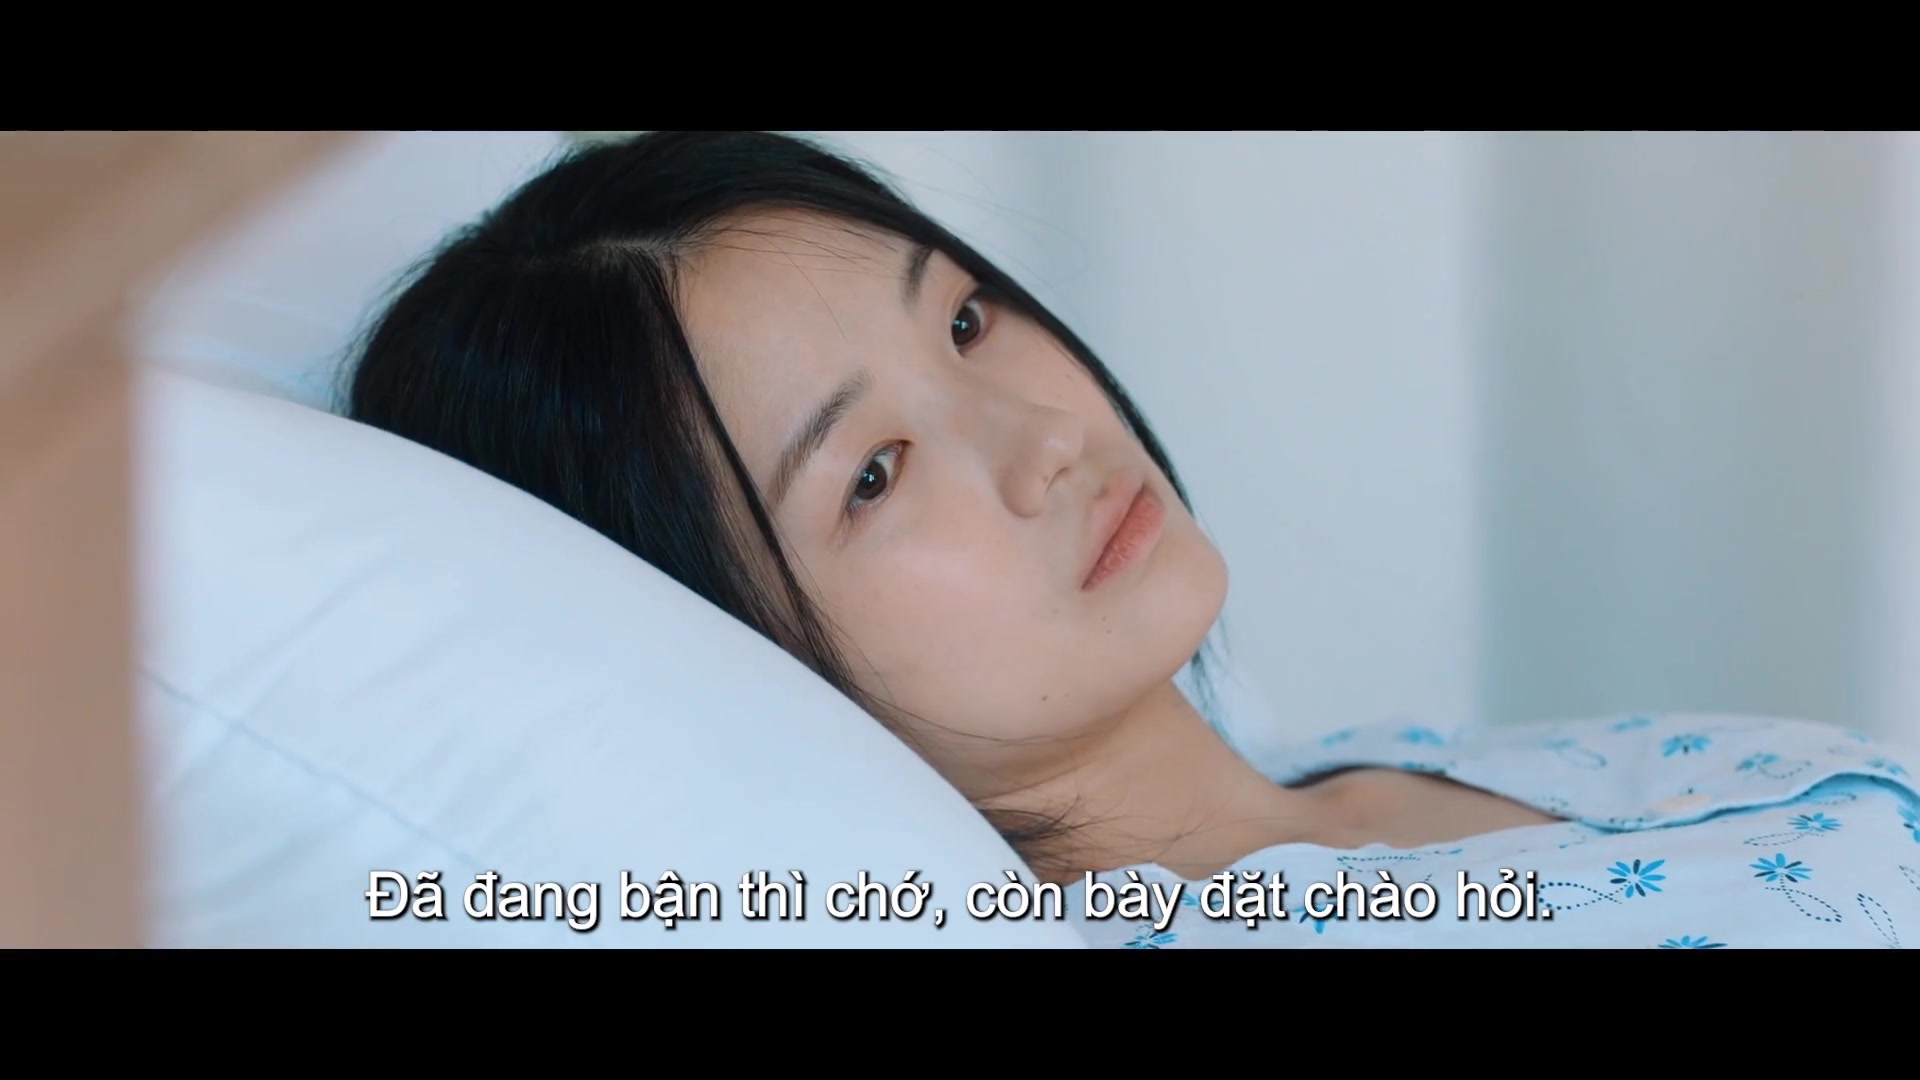 Đã đang bận thì chớ, còn bày đặt chào hỏi.